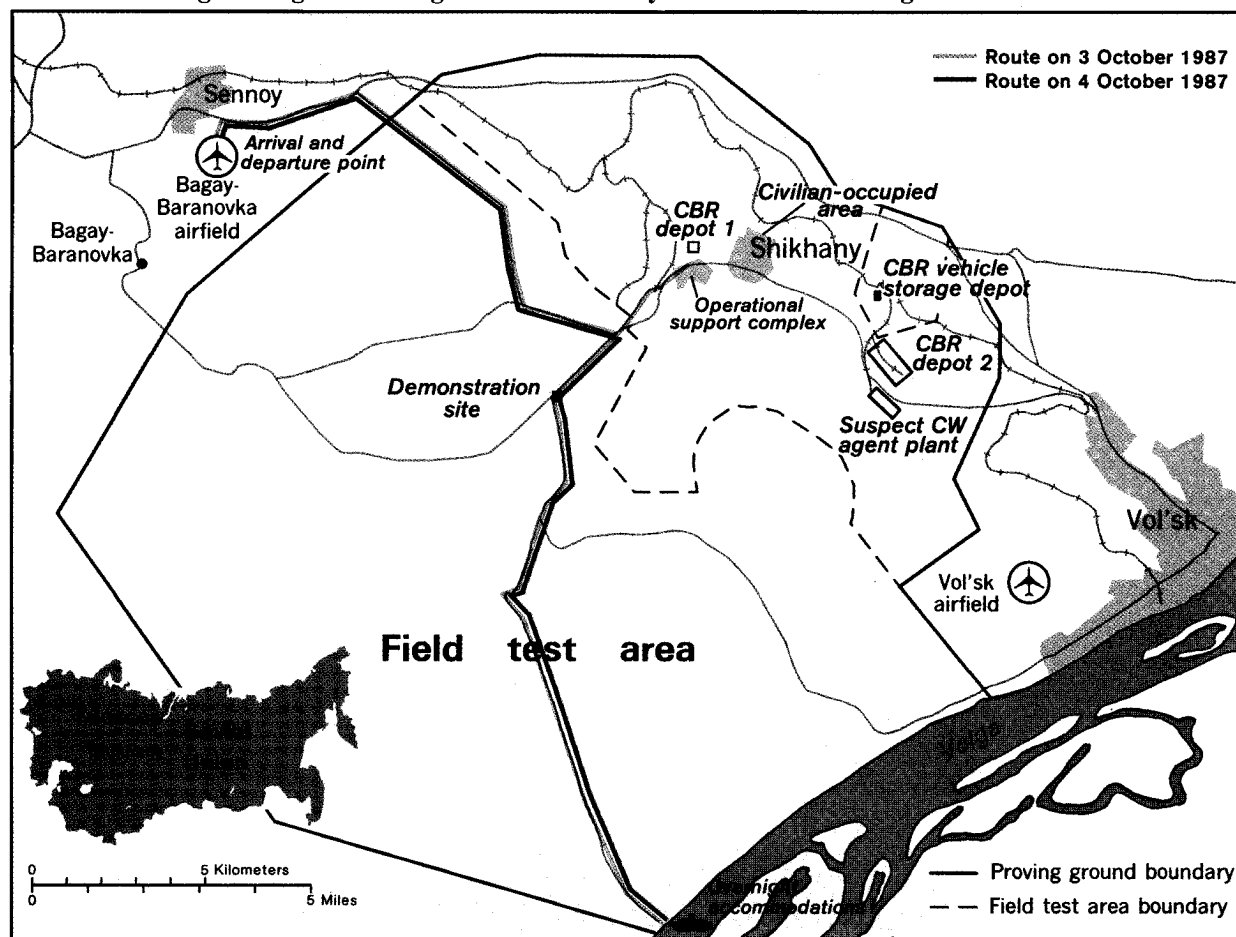 Route on 3 October 1987
Route on 4 October 1987
Sennoy
Arrival and
departure point
Bagay-
Baranovka
airfield
Bagay-
Baranovka
CBR
depot 1
Civilian-occupied
area
Shikhany
CBR vehicle
storage depot
Operational
support complex
CBR
depot 2
Demonstration
site
Suspect CW
agent plant
Vol'sk
Vol'sk
airfield
Field test area
Volga
0 5 Kilometers
0 5 Miles
Overnight
accommodations
Proving ground boundary
Field test area boundary